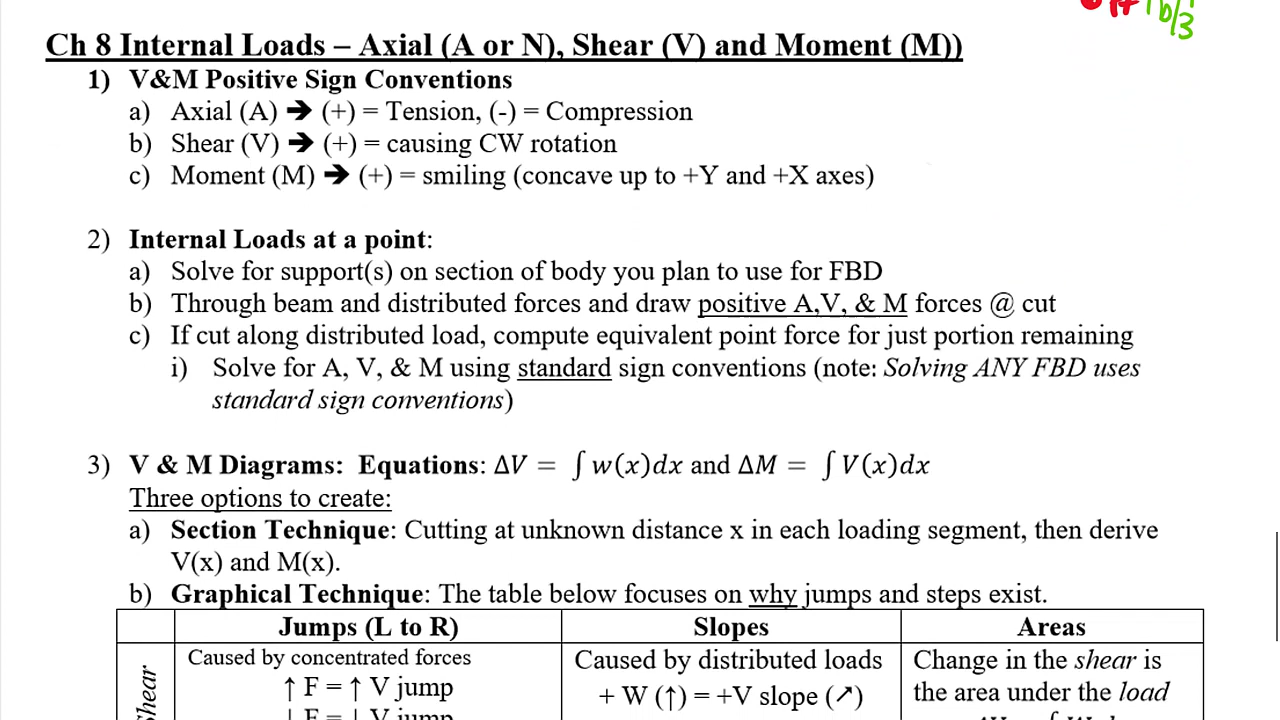 b/3
Ch 8 Internal Loads – Axial (A or N), Shear (V) and Moment (M))
1) V&M Positive Sign Conventions
a) Axial (A) ➔ (+) = Tension, (-) = Compression
b) Shear (V) ➔ (+) = causing CW rotation
c) Moment (M) ➔ (+) = smiling (concave up to +Y and +X axes)
2) Internal Loads at a point:
a) Solve for support(s) on section of body you plan to use for FBD
b) Through beam and distributed forces and draw positive A,V, & M forces @ cut
c) If cut along distributed load, compute equivalent point force for just portion remaining
i) Solve for A, V, & M using standard sign conventions (note: Solving ANY FBD uses
standard sign conventions)
3) V & M Diagrams: Equations: ΔV = ∫ w(x)dx and ΔM = ∫ V(x)dx
Three options to create:
a) Section Technique: Cutting at unknown distance x in each loading segment, then derive
V(x) and M(x).
b) Graphical Technique: The table below focuses on why jumps and steps exist.
Jumps (L to R) Slopes Areas
Shear
Caused by concentrated forces
↑ F = ↑ V jump
↓ F = ↓ V jump
Caused by distributed loads
+ W (↑) = +V slope (↗)
Change in the shear is
the area under the load